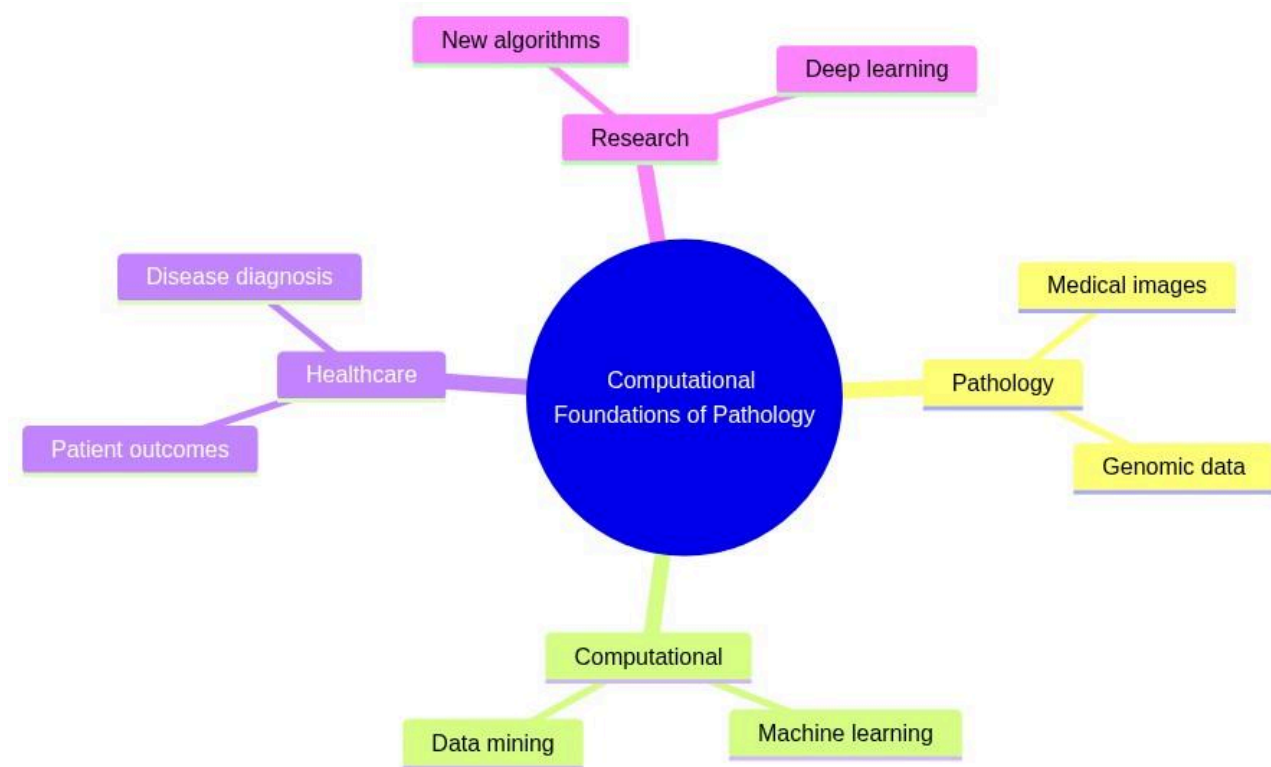 New algorithms
Deep learning
Research
Disease diagnosis
Medical images
Healthcare
Computational
Foundations of Pathology
Pathology
Patient outcomes
Genomic data
Computational
Data mining
Machine learning